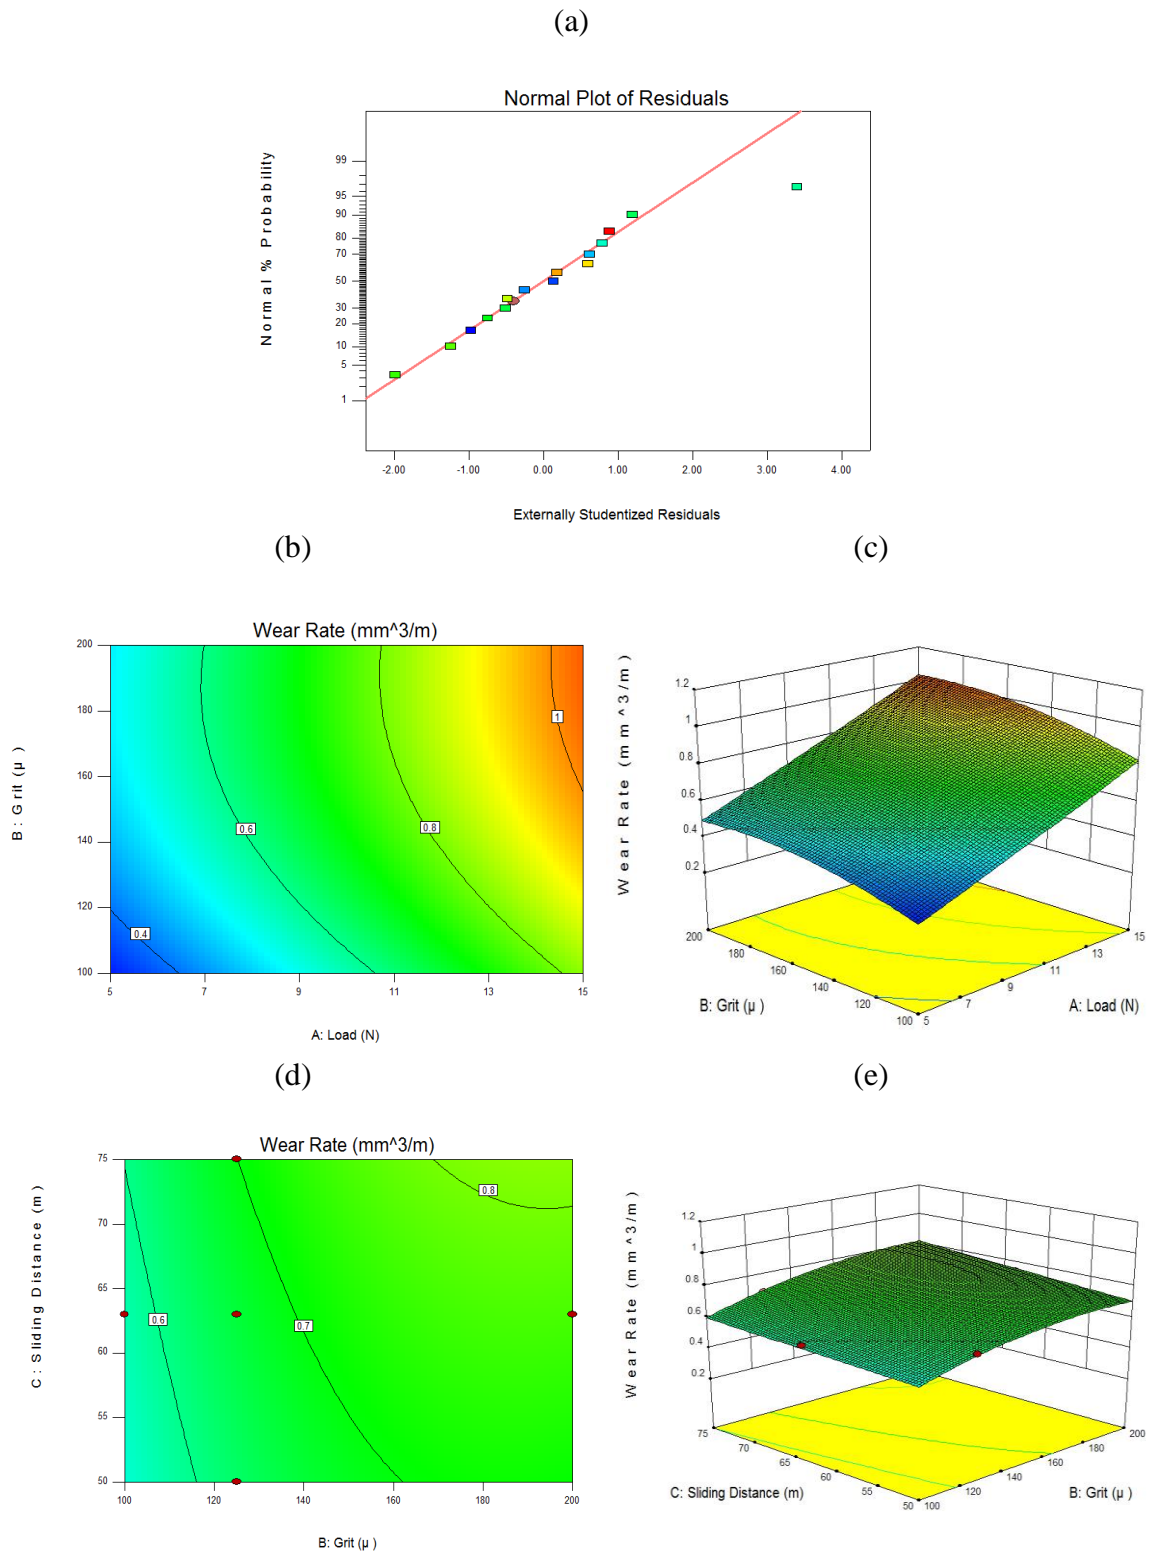 (a)
Normal Plot of Residuals
Normal % Probability
99
95
90
80
70
50
30
20
10
5
1
-2.00 -1.00 0.00 1.00 2.00 3.00 4.00
Externally Studentized Residuals
(b)
Wear Rate (mm^3/m)
B: Grit (µ )
200
180
160
140
120
100
0.6
0.8
1
0.4
5 7 9 11 13 15
A: Load (N)
(c)
Wear Rate (mm^3/m)
1.2
1
0.8
0.6
0.4
0.2
200
180
160
140
120
100
5
7
9
11
13
15
B: Grit (µ )
A: Load (N)
(d)
Wear Rate (mm^3/m)
C: Sliding Distance (m)
75
70
65
60
55
50
0.8
0.6
0.7
100 120 140 160 180 200
B: Grit (µ )
(e)
Wear Rate (mm^3/m)
1.2
1
0.8
0.6
0.4
0.2
75
70
65
60
55
50
100
120
140
160
180
200
C: Sliding Distance (m)
B: Grit (µ )